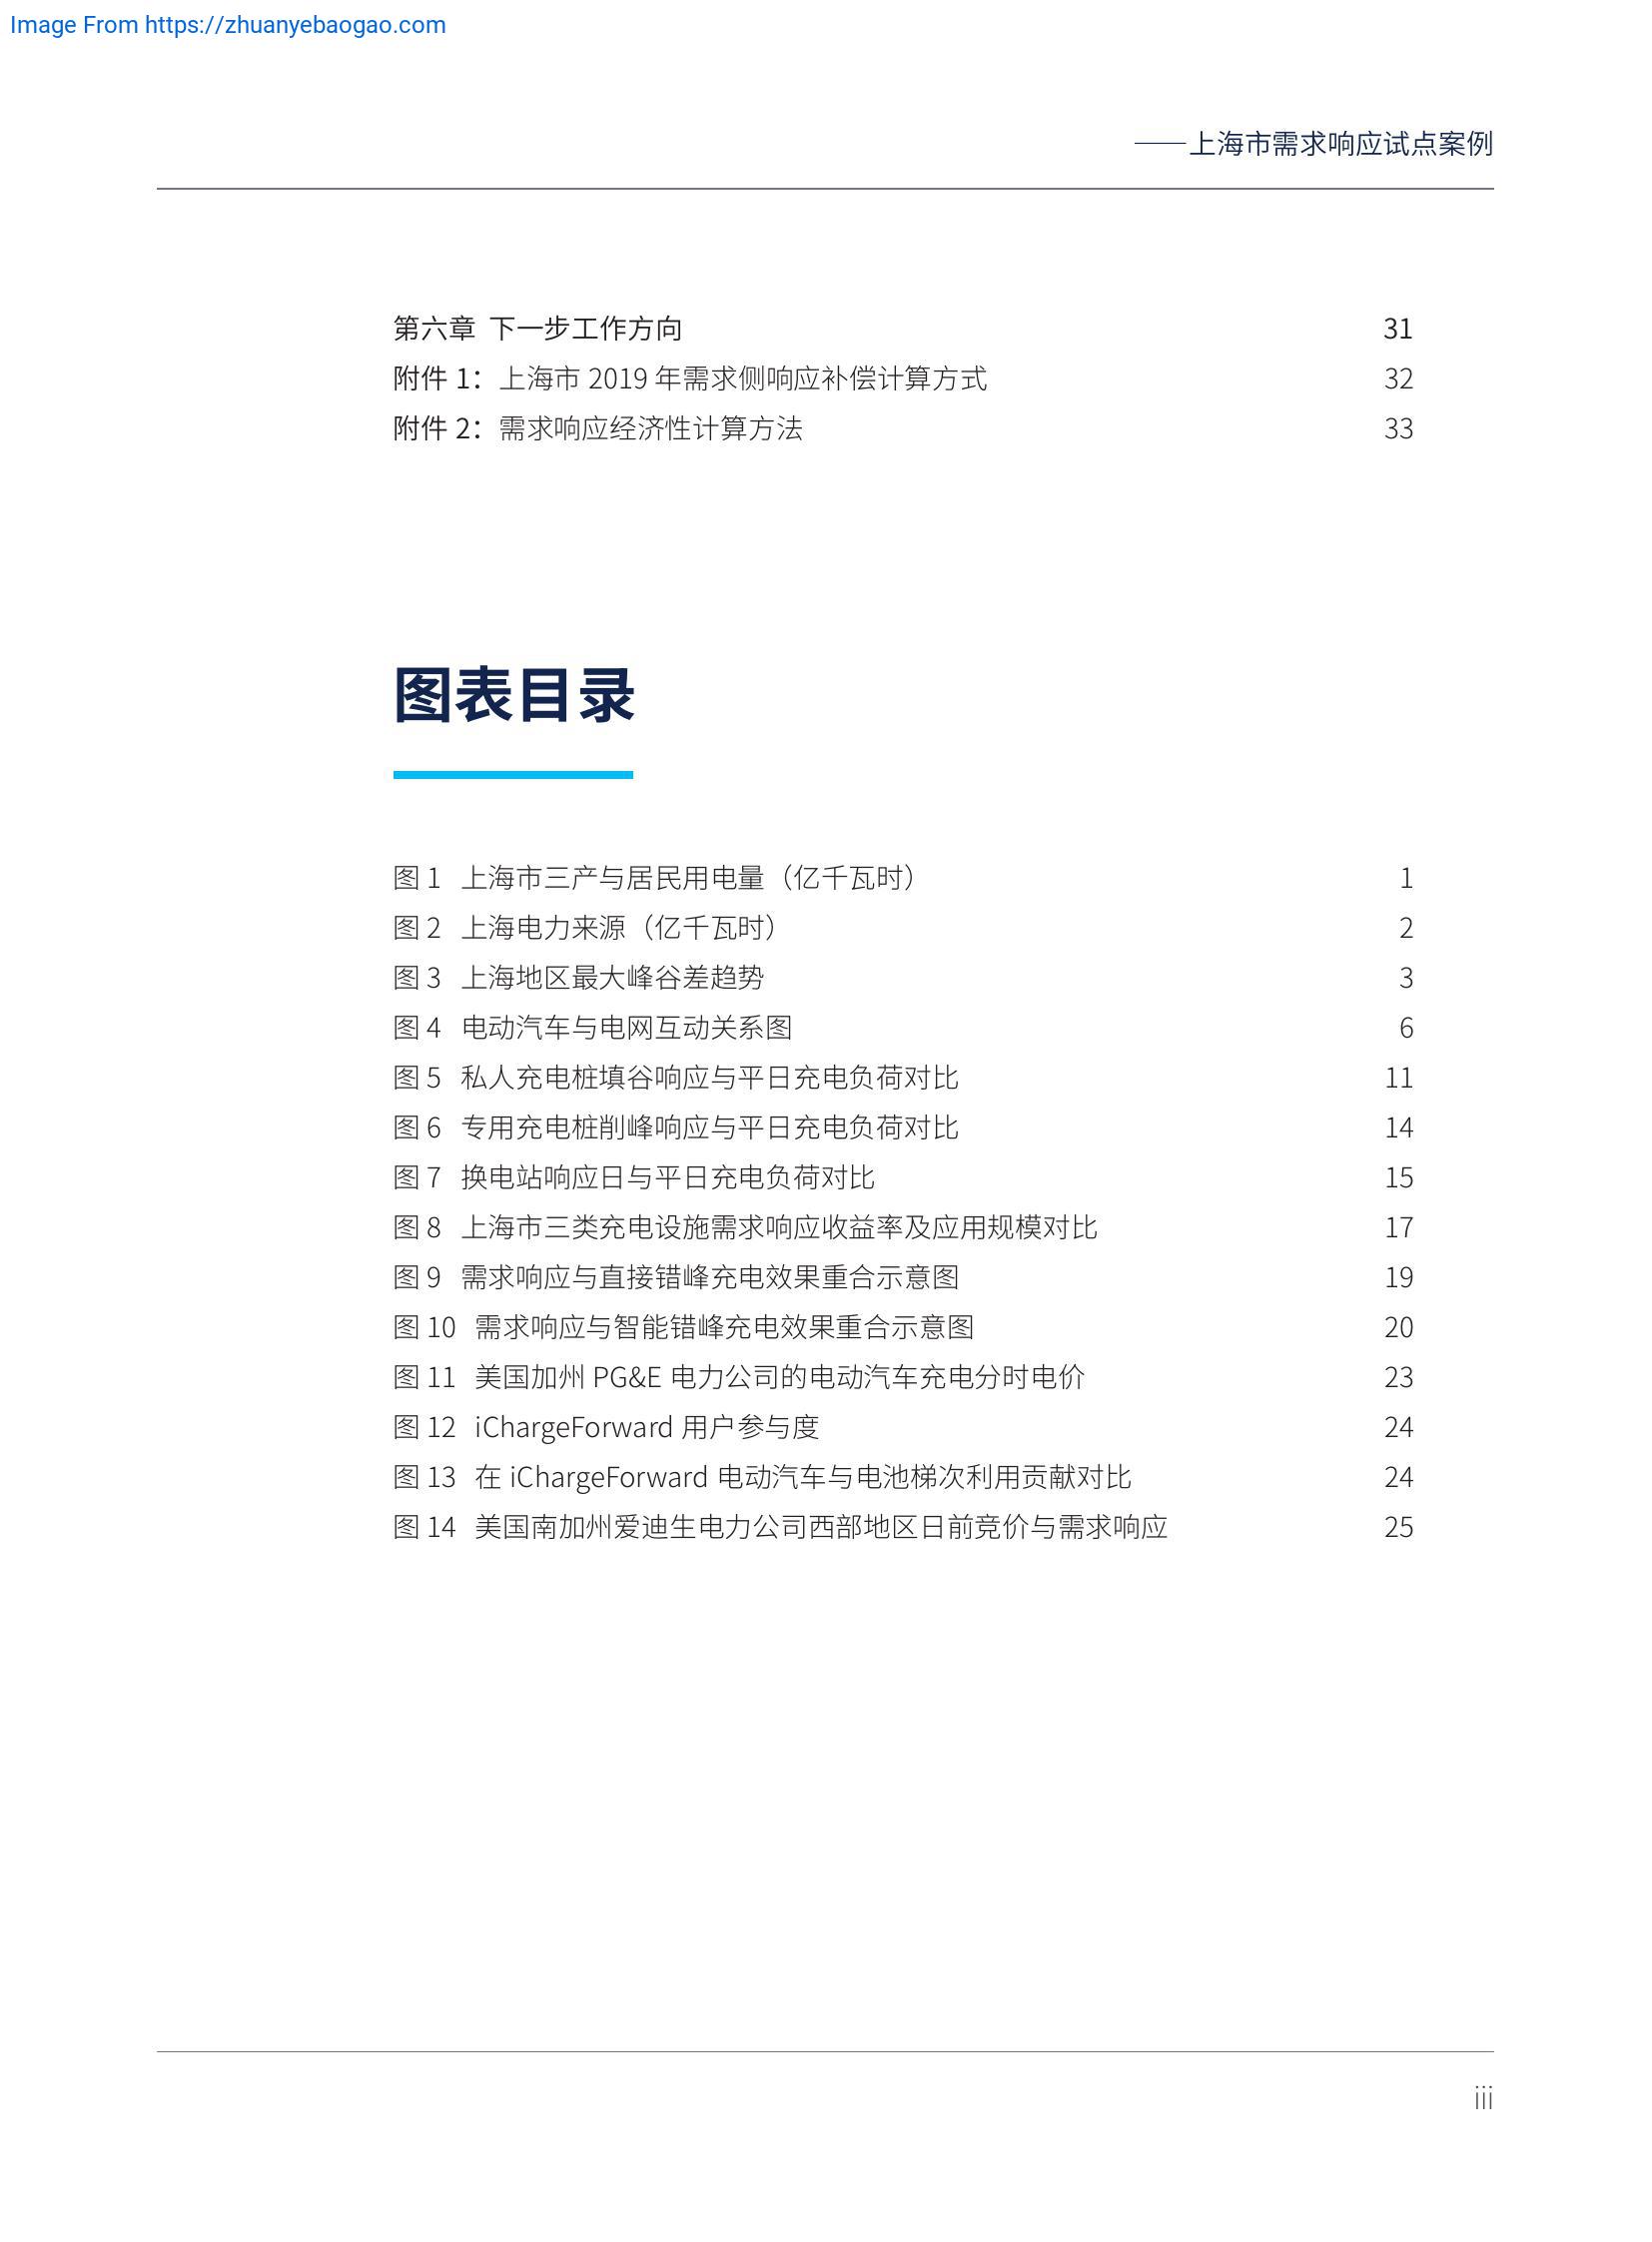 Image From https://zhuanyebaogao.com
——上海市需求响应试点案例
第六章 下一步工作方向 31
附件 1：上海市 2019 年需求侧响应补偿计算方式 32
附件 2：需求响应经济性计算方法 33
图表目录
图 1 上海市三产与居民用电量（亿千瓦时） 1
图 2 上海电力来源（亿千瓦时） 2
图 3 上海地区最大峰谷差趋势 3
图 4 电动汽车与电网互动关系图 6
图 5 私人充电桩填谷响应与平日充电负荷对比 11
图 6 专用充电桩削峰响应与平日充电负荷对比 14
图 7 换电站响应日与平日充电负荷对比 15
图 8 上海市三类充电设施需求响应收益率及应用规模对比 17
图 9 需求响应与直接错峰充电效果重合示意图 19
图 10 需求响应与智能错峰充电效果重合示意图 20
图 11 美国加州 PG&E 电力公司的电动汽车充电分时电价 23
图 12 iChargeForward 用户参与度 24
图 13 在 iChargeForward 电动汽车与电池梯次利用贡献对比 24
图 14 美国南加州爱迪生电力公司西部地区日前竞价与需求响应 25
iii